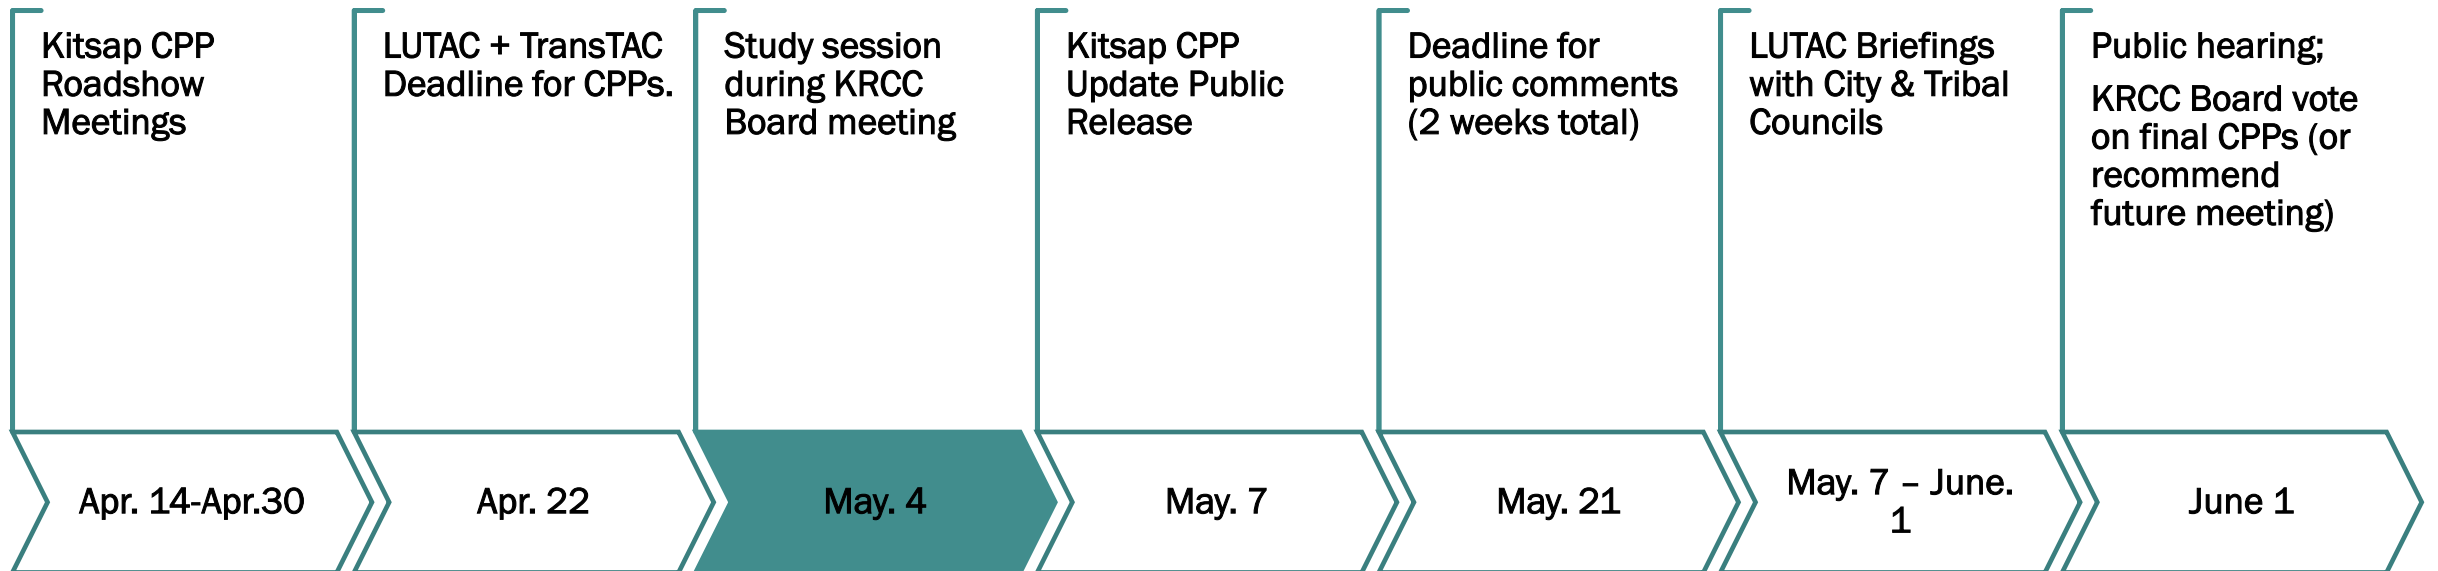 Kitsap CPP
Roadshow
Meetings
LUTAC + TransTAC
Deadline for CPPs.
Study session
during KRCC
Board meeting
Kitsap CPP
Update Public
Release
Deadline for
public comments
(2 weeks total)
LUTAC Briefings
with City & Tribal
Councils
Public hearing;
KRCC Board vote
on final CPPs (or
recommend
future meeting)
Apr. 14-Apr.30
Apr. 22
May. 4
May. 7
May. 21
May. 7 – June.
1
June 1